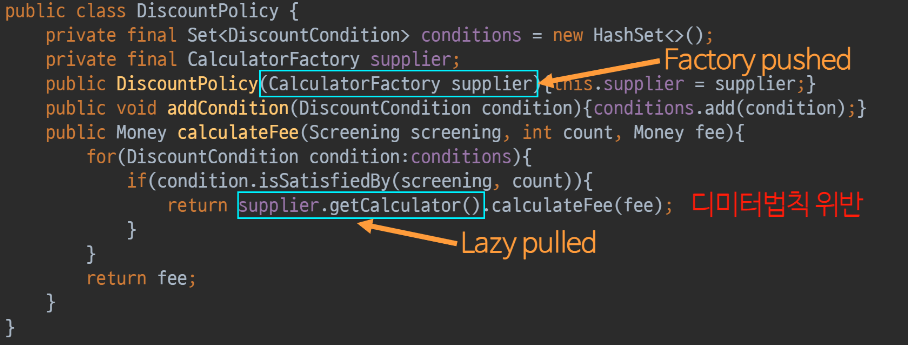 public class DiscountPolicy {
private final Set<DiscountCondition> conditions = new HashSet<>();
private final CalculatorFactory supplier;
Factory pushed
public DiscountPolicy(CalculatorFactory supplier){this.supplier = supplier;}
public void addCondition(DiscountCondition condition){conditions.add(condition);}
public Money calculateFee(Screening screening, int count, Money fee){
for(DiscountCondition condition:conditions){
if(condition.isSatisfiedBy(screening, count)){
return supplier.getCalculator().calculateFee(fee); 디미터법칙 위반
}
Lazy pulled
}
return fee;
}
}